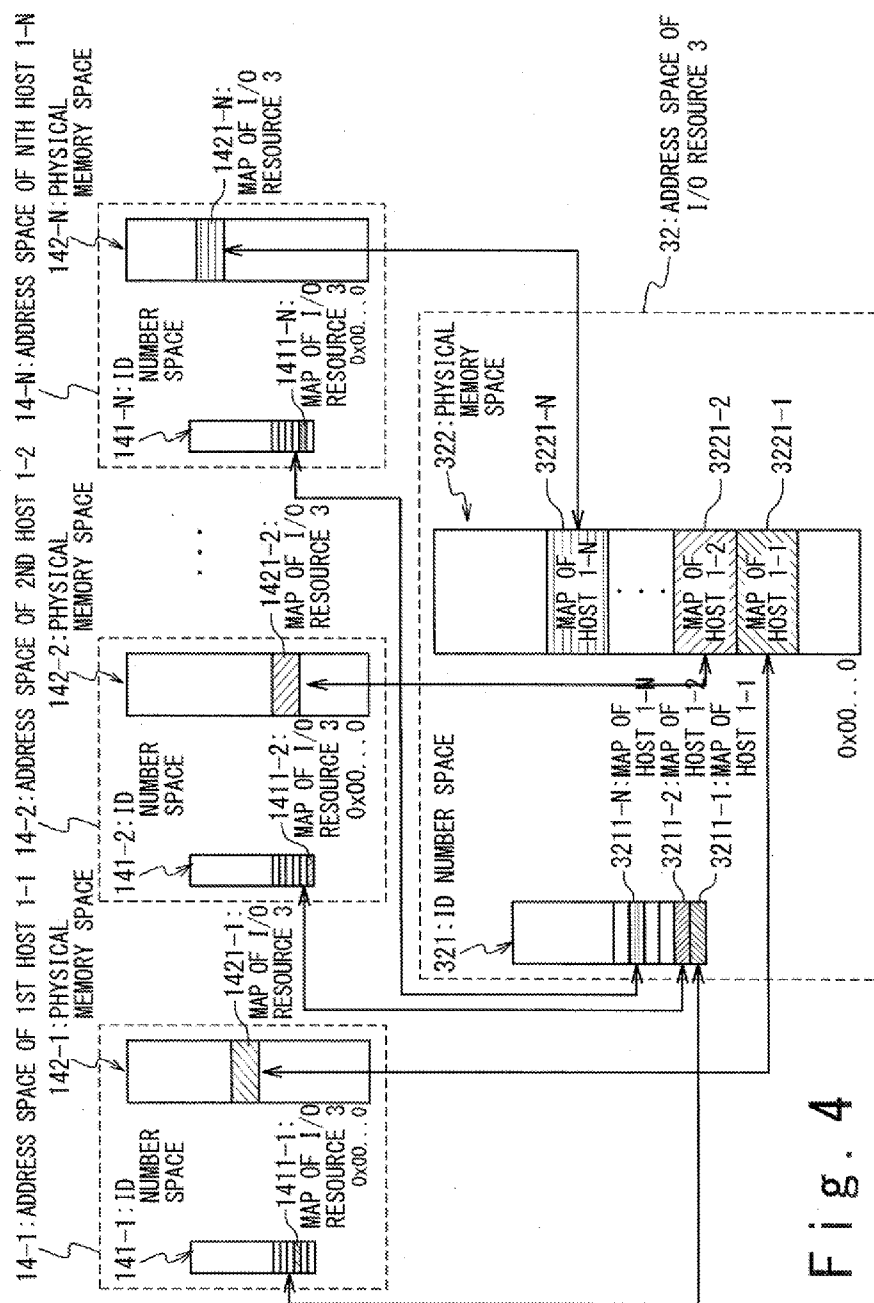 14-1:ADDRESS SPACE OF 1ST HOST 1-1
142-1:PHYSICAL
MEMORY SPACE
141-1:ID
NUMBER
SPACE
1421-1:
MAP OF I/O
RESOURCE 3
1411-1:
MAP OF I/O
RESOURCE 3
0x00...0
14-2:ADDRESS SPACE OF 2ND HOST 1-2
142-2:PHYSICAL
MEMORY SPACE
141-2:ID
NUMBER
SPACE
1421-2:
MAP OF I/O
RESOURCE 3
1411-2:
MAP OF I/O
RESOURCE 3
0x00...0
...
14-N:ADDRESS SPACE OF NTH HOST 1-N
142-N:PHYSICAL
MEMORY SPACE
141-N:ID
NUMBER
SPACE
1421-N:
MAP OF I/O
RESOURCE 3
1411-N:
MAP OF I/O
RESOURCE 3
0x00...0
321:ID NUMBER SPACE
3211-N:MAP OF
HOST 1-N
3211-2:MAP OF
HOST 1-2
3211-1:MAP OF
HOST 1-1
322:PHYSICAL
MEMORY
SPACE
MAP OF
HOST 1-N
3221-N
...
MAP OF
HOST 1-2
3221-2
MAP OF
HOST 1-1
3221-1
0x00...0
32:ADDRESS SPACE OF
I/O RESOURCE 3
Fig. 4